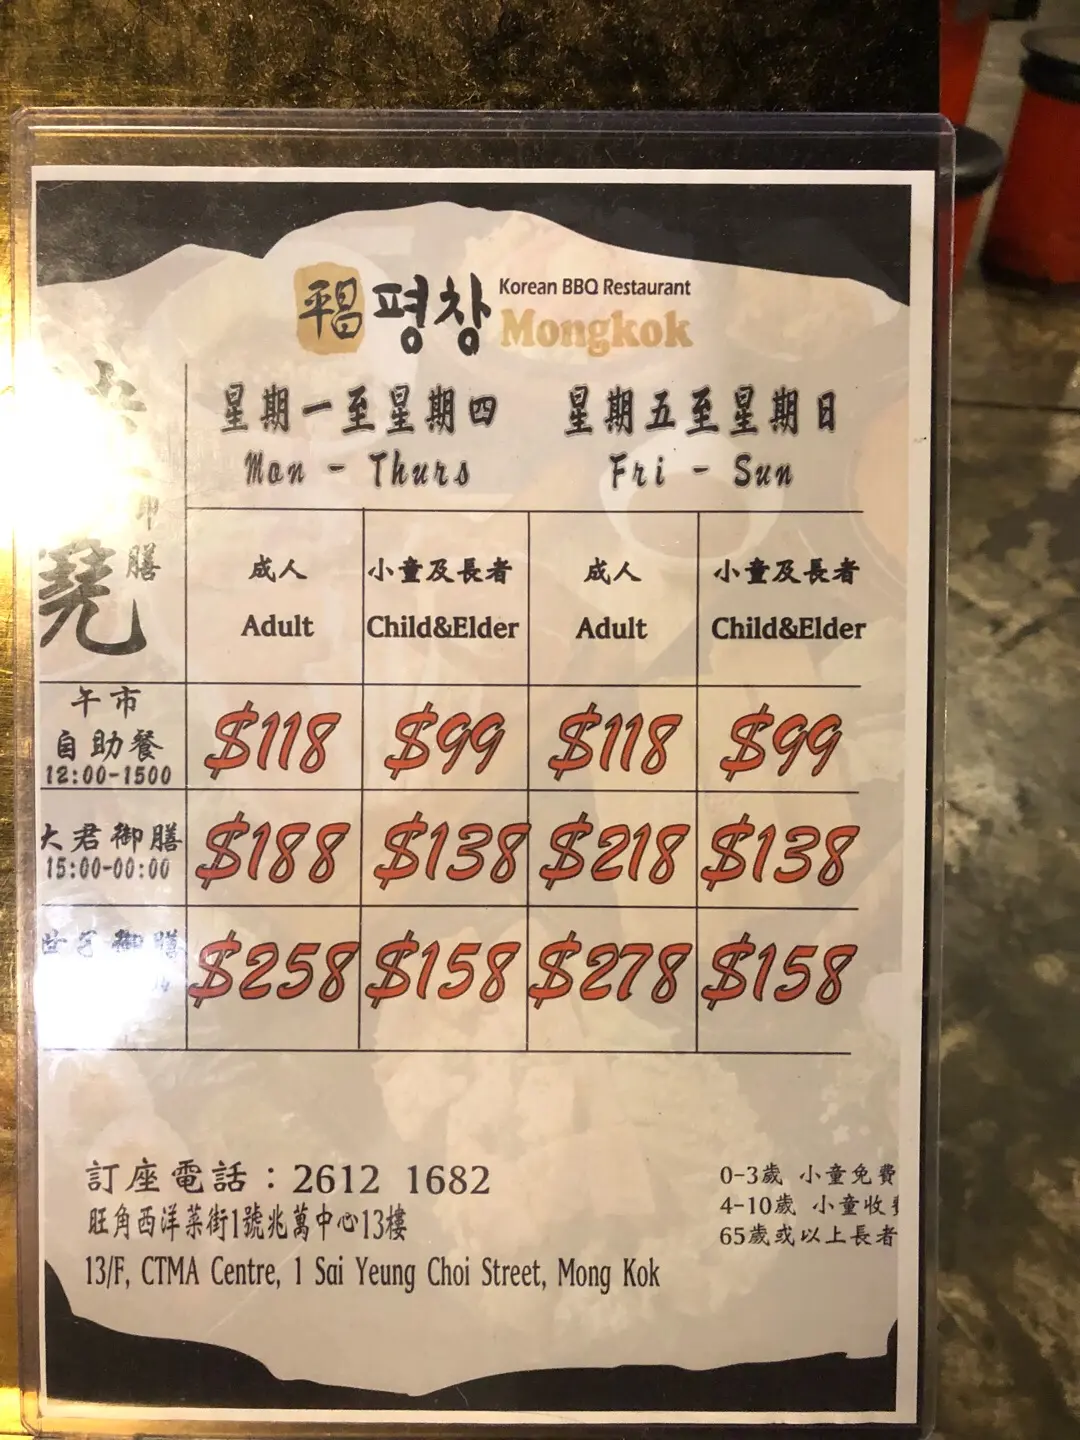 平昌 평창 Korean BBQ Restaurant
Mongkok
星期一至星期四 星期五至星期日
Mon - Thurs Fri - Sun
御膳
成人 小童及長者 成人 小童及長者
Adult Child&Elder Adult Child&Elder
午市
自助餐
12:00-1500
$118 $99 $118 $99
大君御膳
15:00-00:00
$188 $138 $218 $138
御膳
$258 $158 $278 $158
訂座電話：2612 1682
旺角西洋菜街1號兆萬中心13樓
13/F, CTMA Centre, 1 Sai Yeung Choi Street, Mong Kok
0-3歲 小童免費
4-10歲 小童收
65歲或以上長者